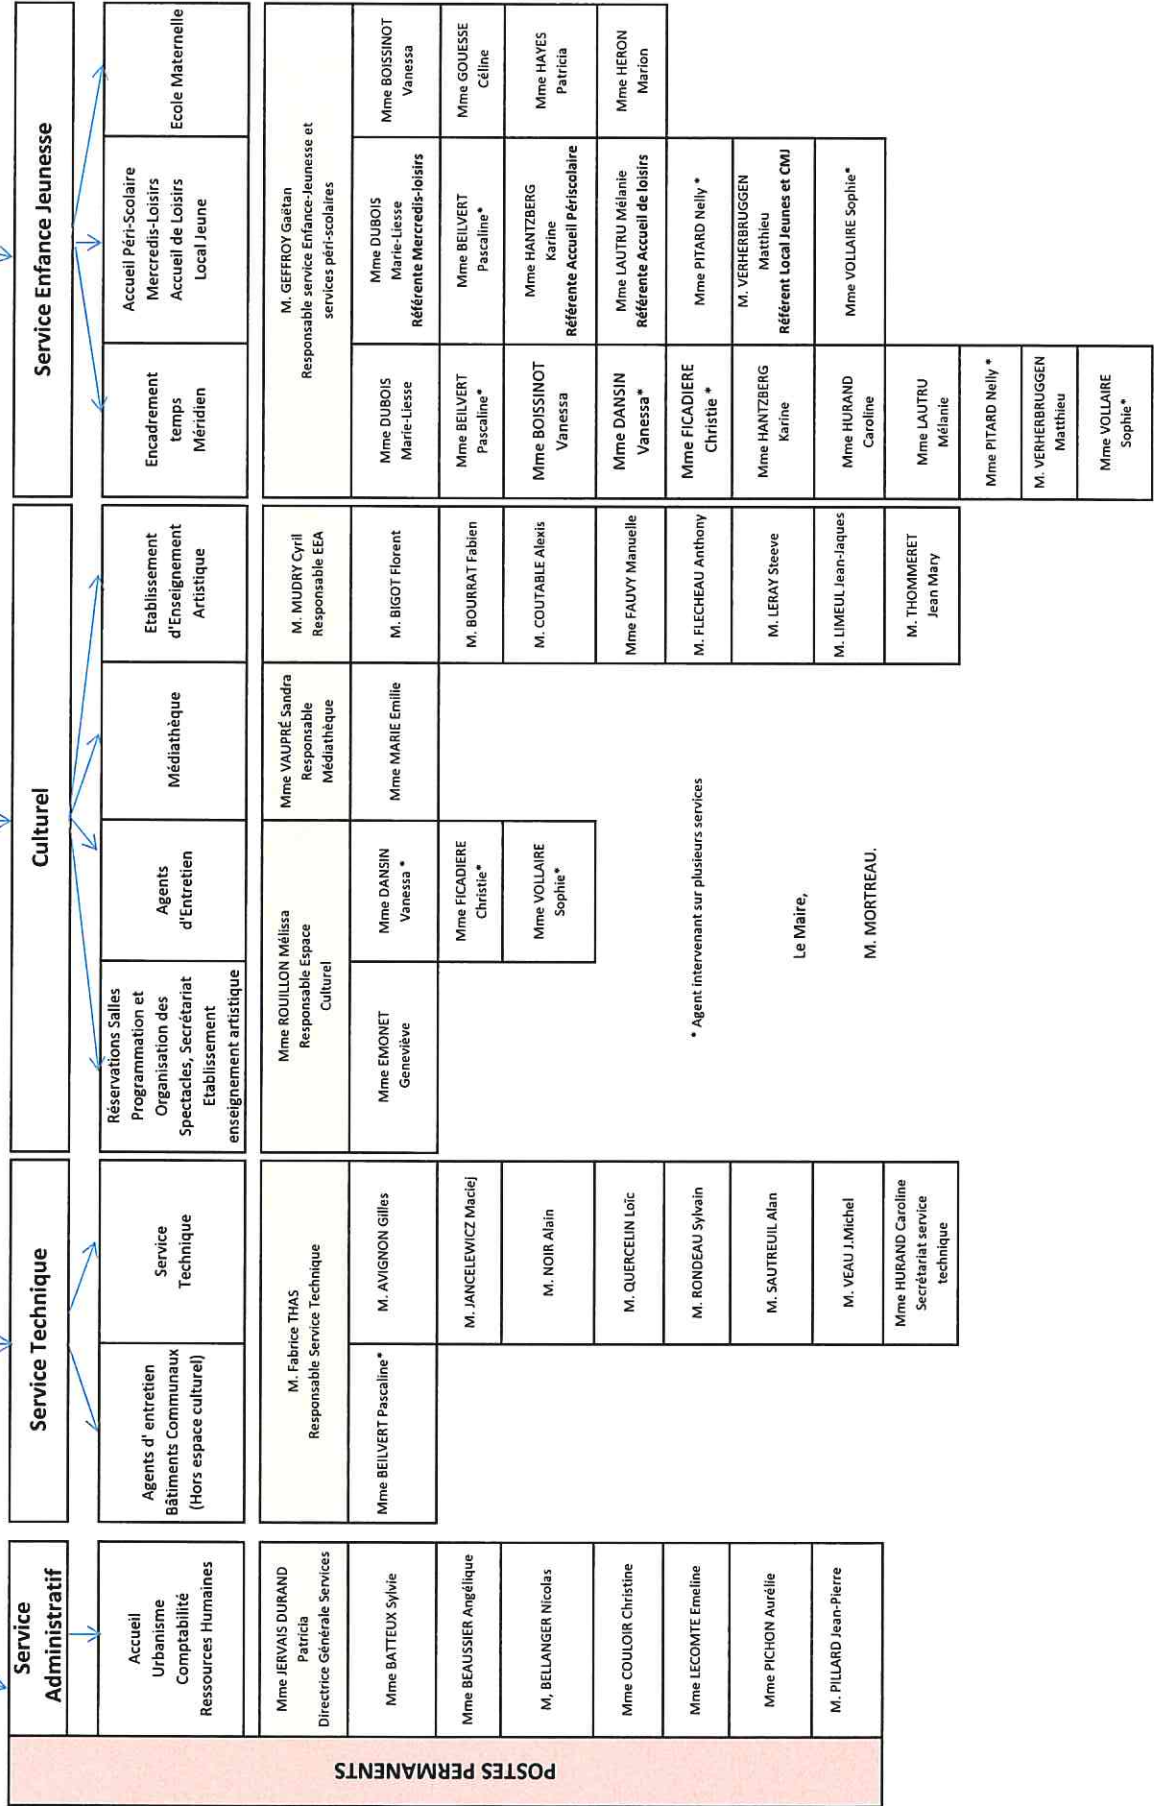 POSTES PERMANENTS
Service
Administratif
Accueil
Urbanisme
Comptabilité
Ressources Humaines
Mme JERVAIS DURAND
Patricia
Directrice Générale Services
Mme BATTEUX Sylvie
Mme BEAUSSIER Angélique
M, BELLANGER Nicolas
Mme COULOIR Christine
Mme LECOMTE Emeline
Mme PICHON Aurélie
M. PILLARD Jean-Pierre
Service Technique
Agents d' entretien
Bâtiments Communaux
(Hors espace culturel)
Service
Technique
M. Fabrice THAS
Responsable Service Technique
Mme BEILVERT Pascaline*
M. AVIGNON Gilles
M. JANCELEWICZ Maciej
M. NOIR Alain
M. QUERCELIN Loïc
M. RONDEAU Sylvain
M. SAUTREUIL Alan
M. VEAU J.Michel
Mme HURAND Caroline
Secrétariat service
technique
Culturel
Réservations Salles
Programmation et
Organisation des
Spectacles, Secrétariat
Etablissement
enseignement artistique
Agents
d'Entretien
Médiathèque
Etablissement
d'Enseignement
Artistique
Mme ROUILLON Mélissa
Responsable Espace
Culturel
Mme VAUPRÉ Sandra
Responsable
Médiathèque
M. MUDRY Cyril
Responsable EEA
Mme EMONET
Geneviève
Mme DANSIN
Vanessa *
Mme FICADIERE
Christie*
Mme VOLLAIRE
Sophie*
Mme MARIE Emilie
M. BIGOT Florent
M. BOURRAT Fabien
M. COUTABLE Alexis
Mme FAUVY Manuelle
M. FLECHEAU Anthony
M. LERAY Steeve
M. LIMEUL Jean-Jaques
M. THOMMERET
Jean Mary
* Agent intervenant sur plusieurs services
Le Maire,
M. MORTREAU.
Service Enfance Jeunesse
Encadrement
temps
Méridien
Accueil Péri-Scolaire
Mercredis-Loisirs
Accueil de Loisirs
Local Jeune
Ecole Maternelle
M. GEFFROY Gaëtan
Responsable service Enfance-Jeunesse et
services péri-scolaires
Mme DUBOIS
Marie-Liesse
Mme BEILVERT
Pascaline*
Mme BOISSINOT
Vanessa
Mme DANSIN
Vanessa*
Mme FICADIERE
Christie *
Mme HANTZBERG
Karine
Mme HURAND
Caroline
Mme LAUTRU
Mélanie
Mme PITARD Nelly *
M. VERHERBRUGGEN
Matthieu
Mme VOLLAIRE
Sophie*
Mme DUBOIS
Marie-Liesse
Référente Mercredis-loisirs
Mme BEILVERT
Pascaline*
Mme HANTZBERG
Karine
Référente Accueil Périscolaire
Mme LAUTRU Mélanie
Référente Accueil de loisirs
Mme PITARD Nelly *
M. VERHERBRUGGEN
Matthieu
Référent Local Jeunes et CMJ
Mme VOLLAIRE Sophie*
Mme BOISSINOT
Vanessa
Mme GOUESSE
Céline
Mme HAYES
Patricia
Mme HERON
Marion